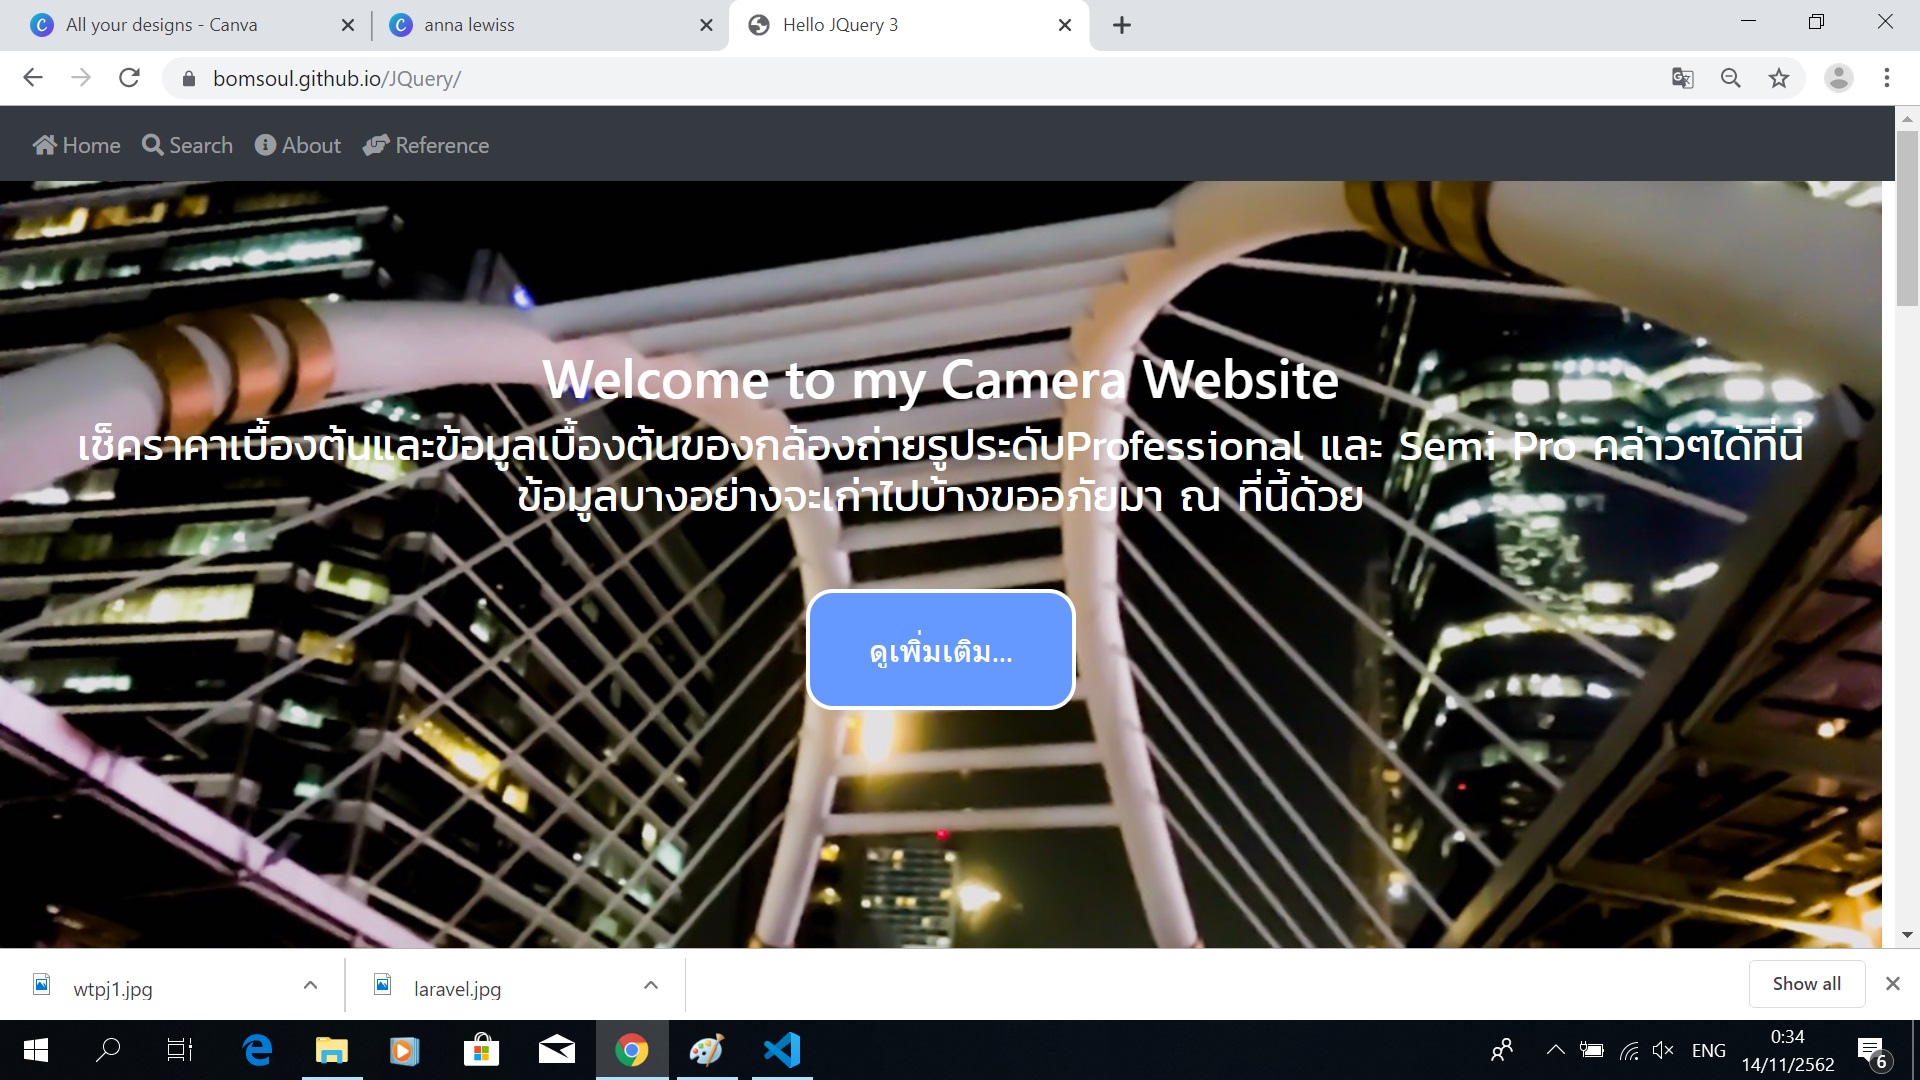 All your designs - Canva
anna lewiss
Hello JQuery 3
bomsoul.github.io/JQuery/
Home
Search
About
Reference
Welcome to my Camera Website
เช็คราคาเบื้องต้นและข้อมูลเบื้องต้นของกล้องถ่ายรูประดับProfessional และ Semi Pro คล่าวๆได้ที่นี่
ข้อมูลบางอย่างจะเก่าไปบ้างขออภัยมา ณ ที่นี้ด้วย
ดูเพิ่มเติม...
wtpj1.jpg
laravel.jpg
Show all
ENG
0:34
14/11/2562
6